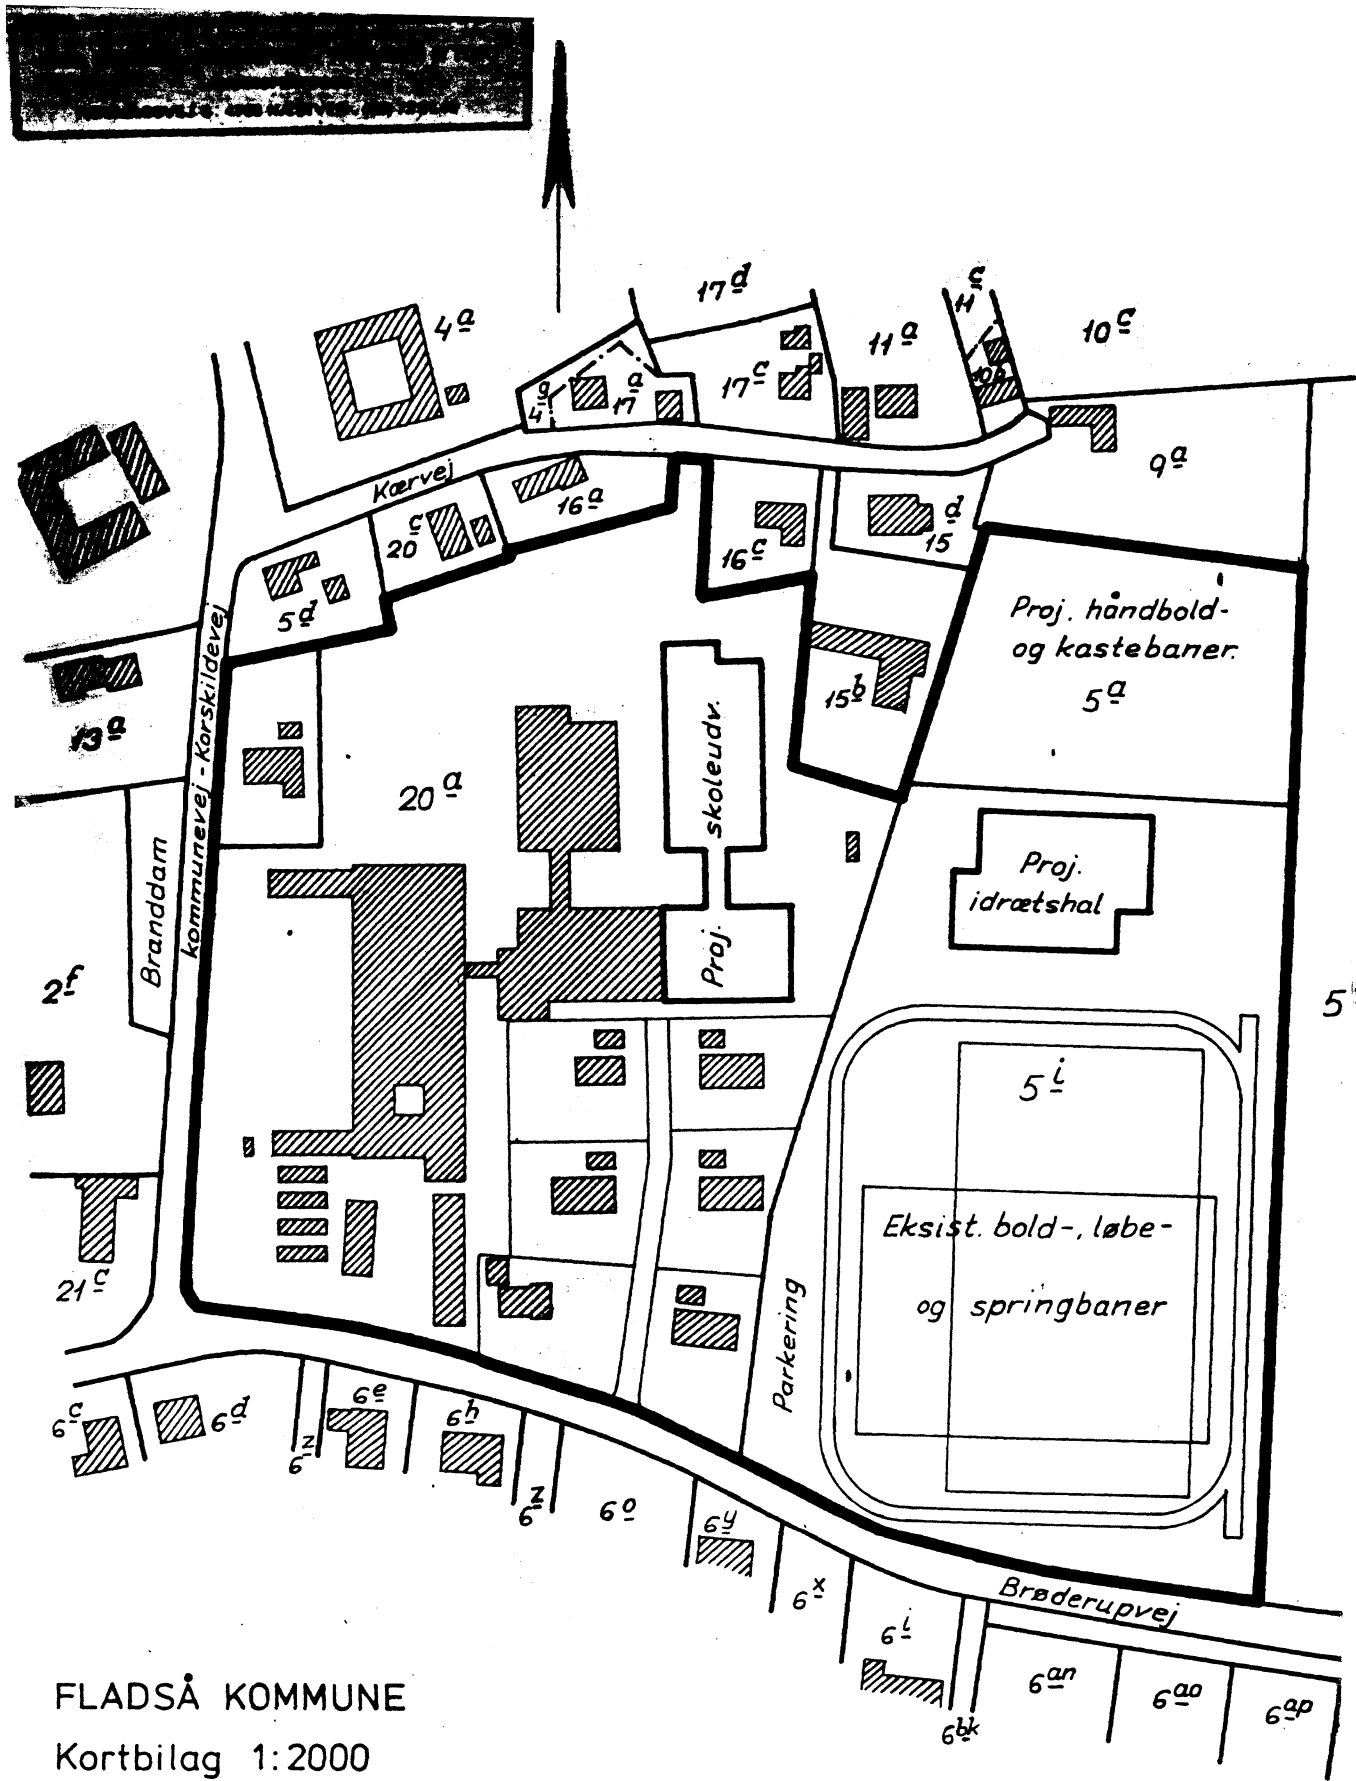 17d
11c
4a
11a
10c
17c
4g
17a
9a
Kærvej
16a
20c
15d
16c
5d
Proj. håndbold-
og kastebaner.
5a
15b
13a
kommunevej - Korskildevej
skoleudv.
20a
Branddam
Proj.
idrætshal
Proj.
2f
5
5i
Eksist. bold-, løbe-
og springbaner
21c
Parkering
6c
6d
6z
6e
6h
6z
6o
6y
6x
Brøderupvej
6i
6an
6ao
6ap
6bk
FLADSÅ KOMMUNE
Kortbilag 1:2000